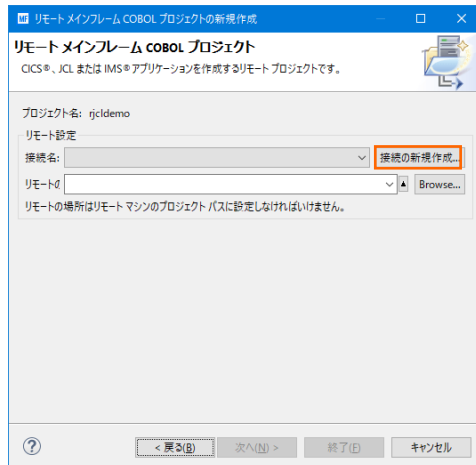 リモート メインフレーム COBOL プロジェクトの新規作成
リモート メインフレーム COBOL プロジェクト
CICS®、JCL または IMS® アプリケーションを作成するリモート プロジェクトです。
プロジェクト名: rjcldemo
リモート設定
接続名:
接続の新規作成...
リモートの
Browse...
リモートの場所はリモート マシンのプロジェクト パスに設定しなければいけません。
< 戻る(B) 次へ(N) > 終了(F) キャンセル